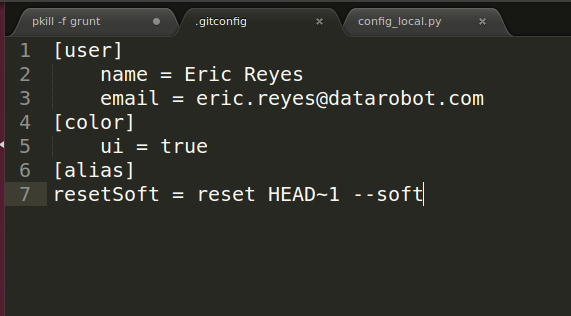 pkill -f grunt .gitconfig config_local.py
1 [user]
2     name = Eric Reyes
3     email = eric.reyes@datarobot.com
4 [color]
5     ui = true
6 [alias]
7 resetSoft = reset HEAD~1 --soft